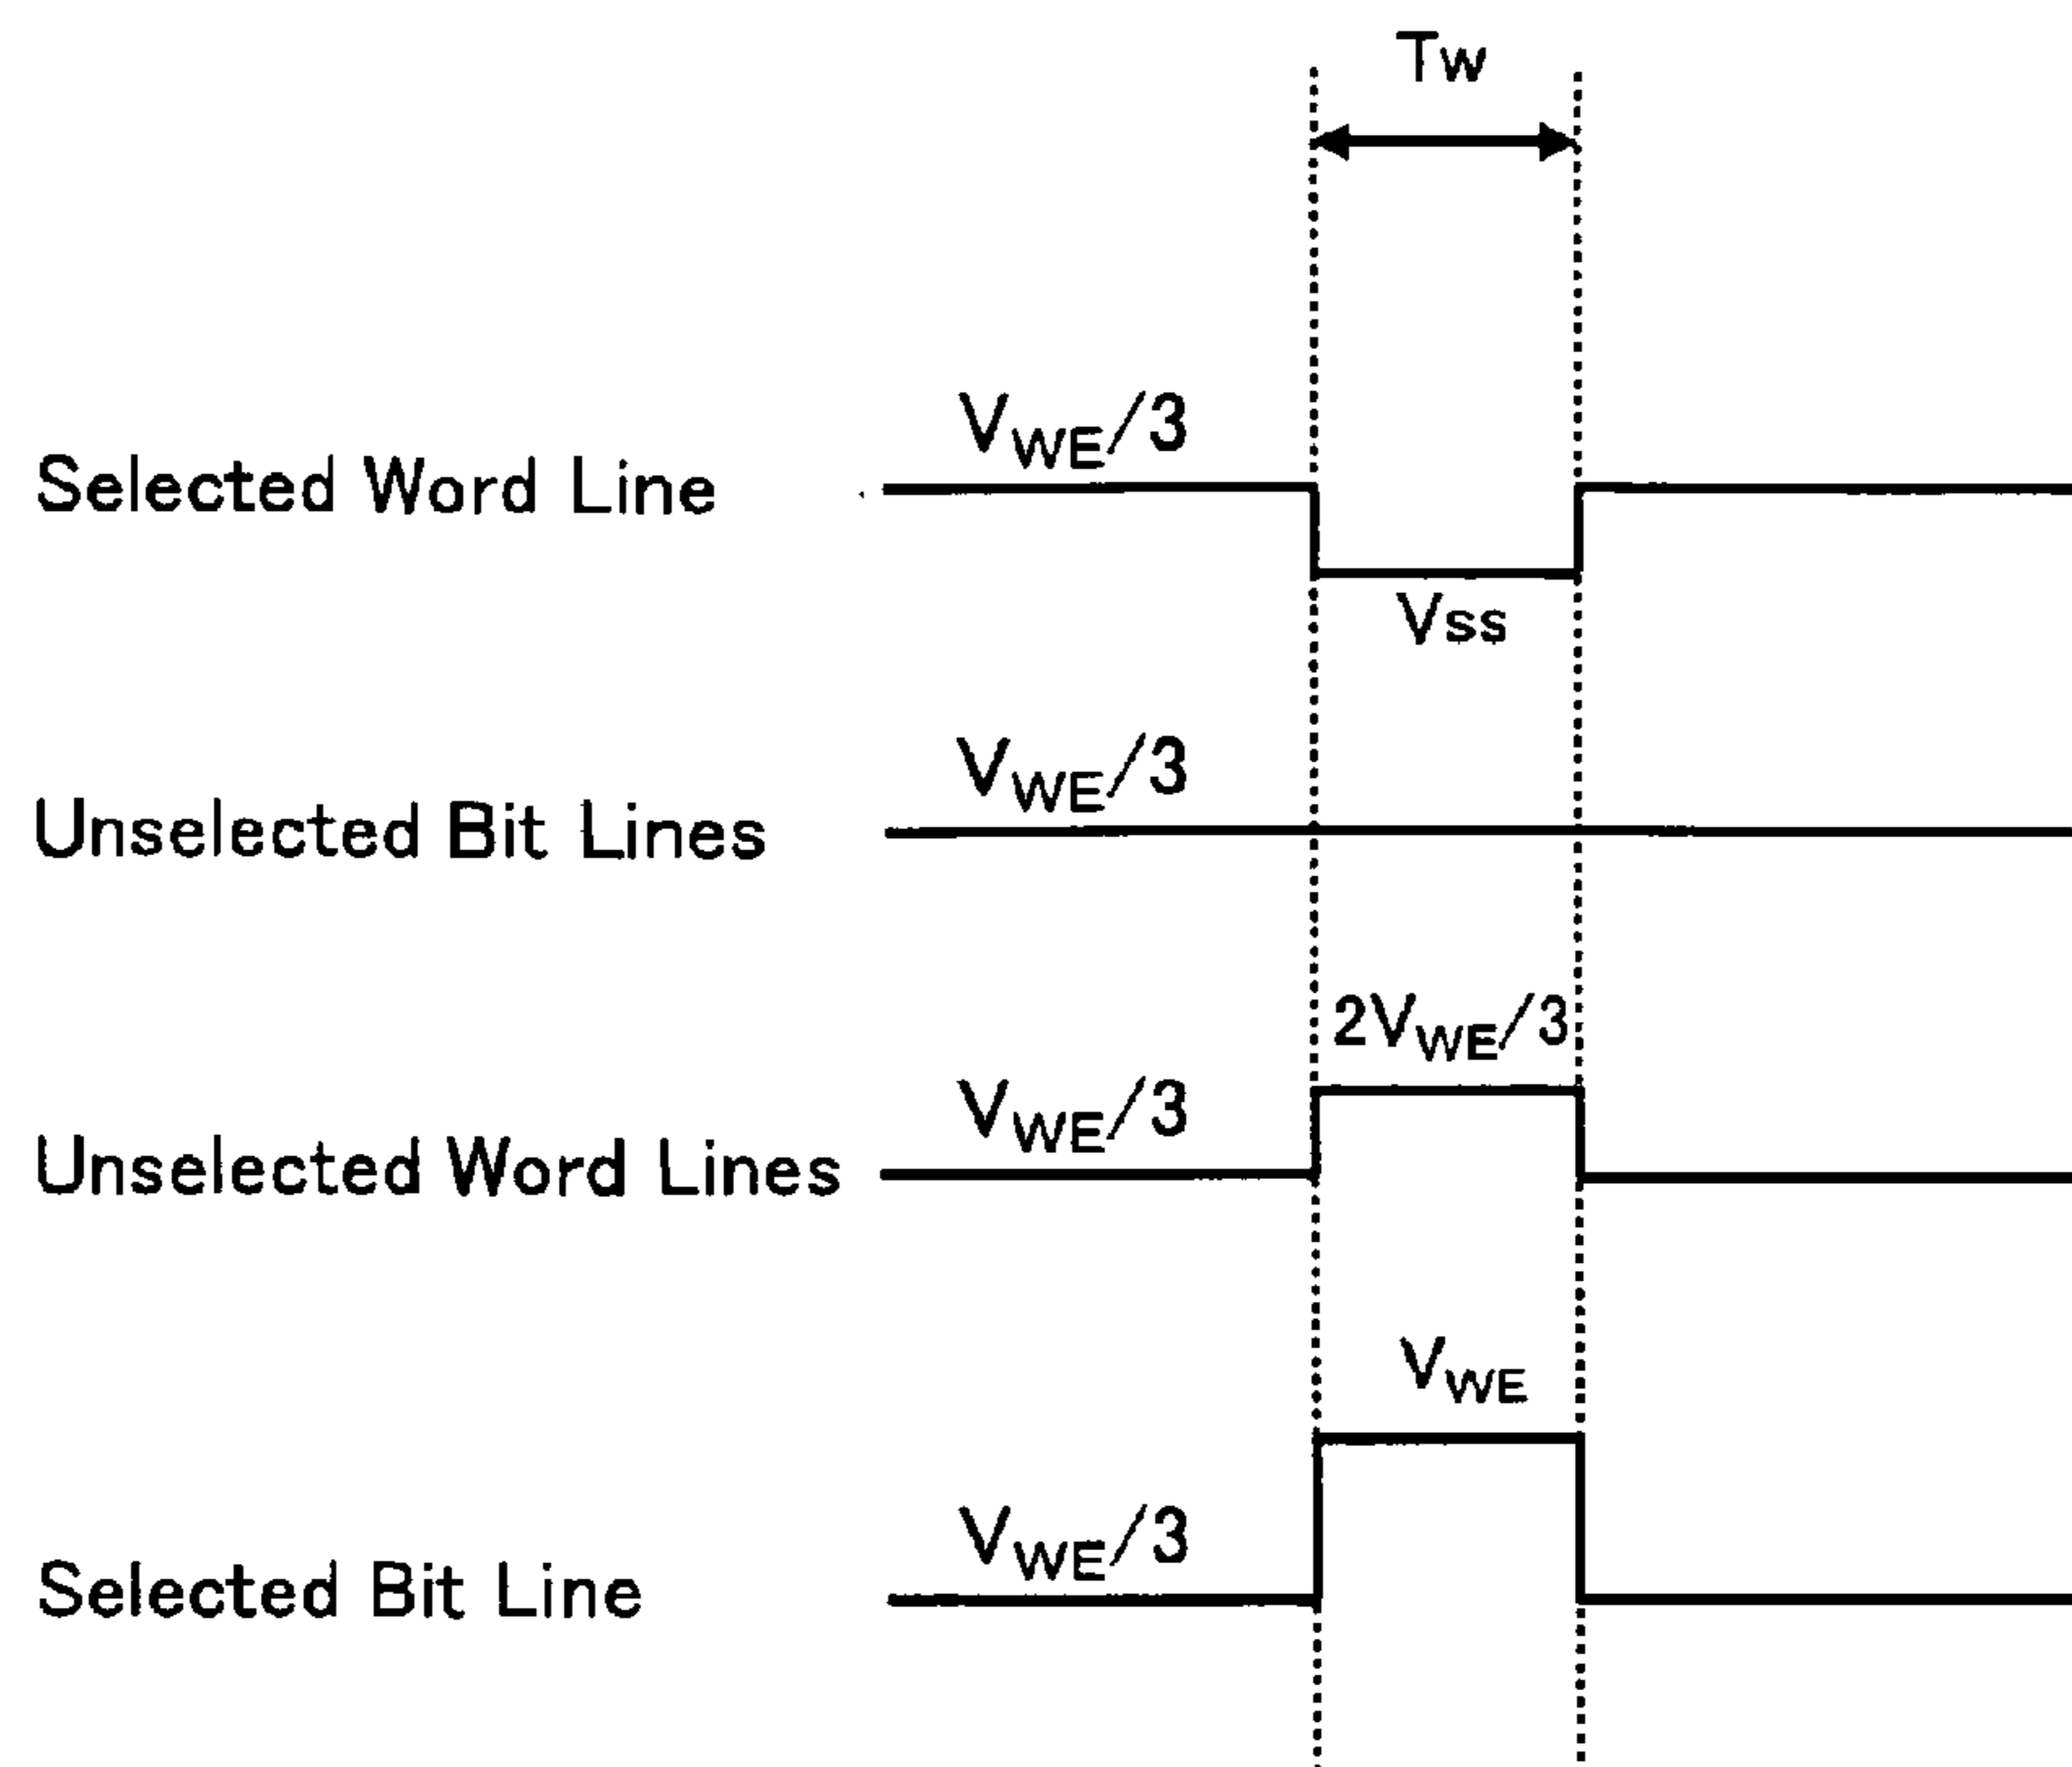 Tw
V_WE/3
Selected Word Line
Vss
V_WE/3
Unselected Bit Lines
2V_WE/3
V_WE/3
Unselected Word Lines
V_WE
V_WE/3
Selected Bit Line